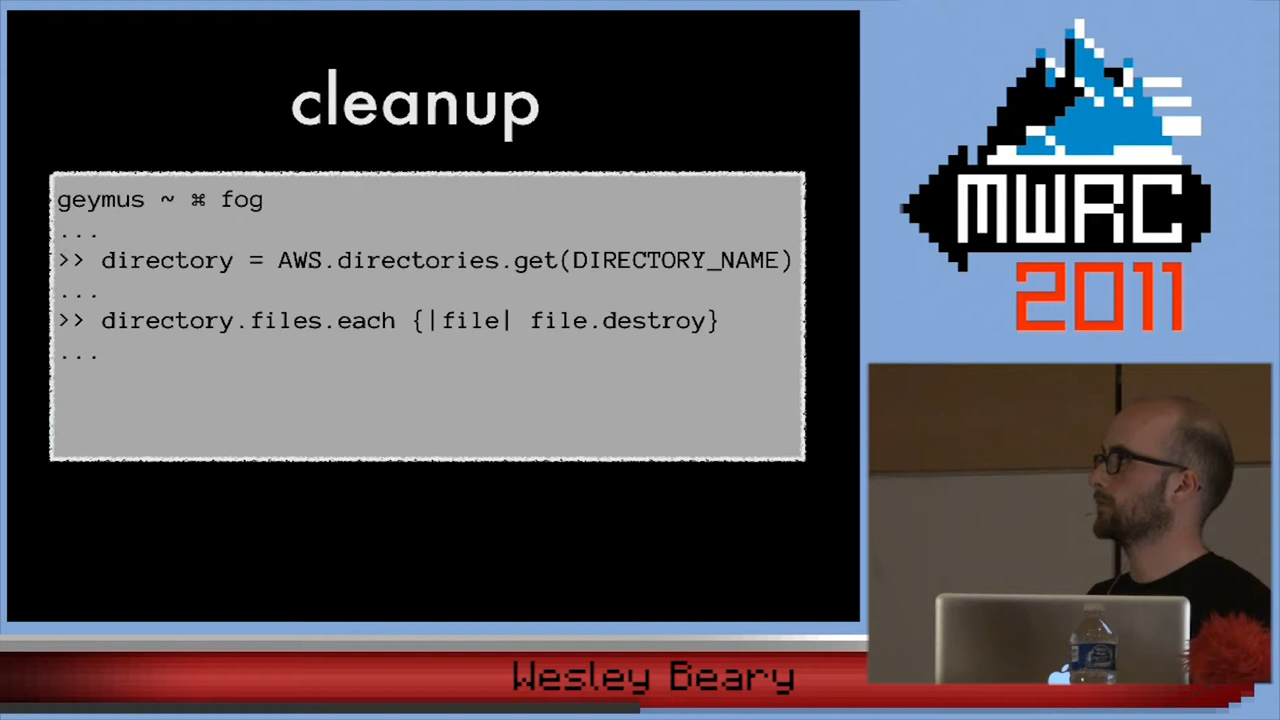 cleanup
geymus ~ ⌘ fog
...
>> directory = AWS.directories.get(DIRECTORY_NAME)
...
>> directory.files.each {|file| file.destroy}
...
MWRC
2011
Wesley Beary